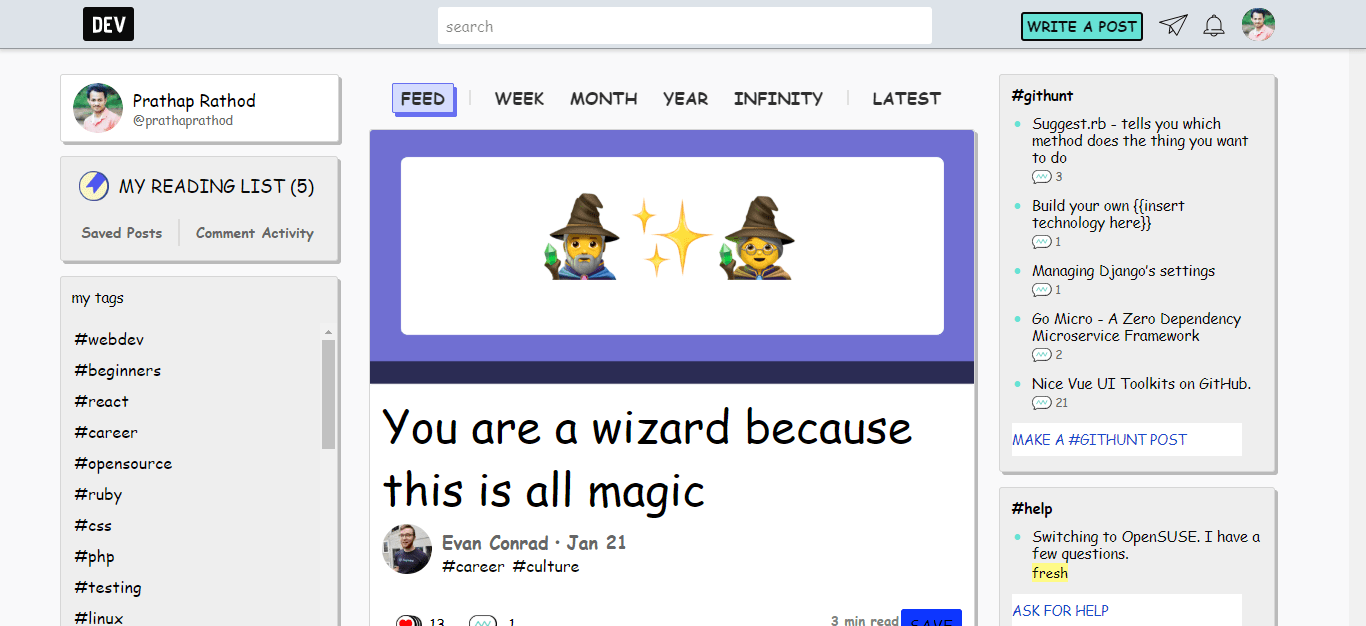 DEV
search
WRITE A POST
Prathap Rathod
@prathaprathod
MY READING LIST (5)
Saved Posts
Comment Activity
my tags
#webdev
#beginners
#react
#career
#opensource
#ruby
#css
#php
#testing
#linux
FEED
WEEK
MONTH
YEAR
INFINITY
LATEST
You are a wizard because
this is all magic
Evan Conrad • Jan 21
#career #culture
13
1
3 min read
SAVE
#githunt
Suggest.rb - tells you which
method does the thing you want
to do
3
Build your own {{insert
technology here}}
1
Managing Django's settings
1
Go Micro - A Zero Dependency
Microservice Framework
2
Nice Vue UI Toolkits on GitHub.
21
MAKE A #GITHUNT POST
#help
Switching to OpenSUSE. I have a
few questions.
fresh
ASK FOR HELP